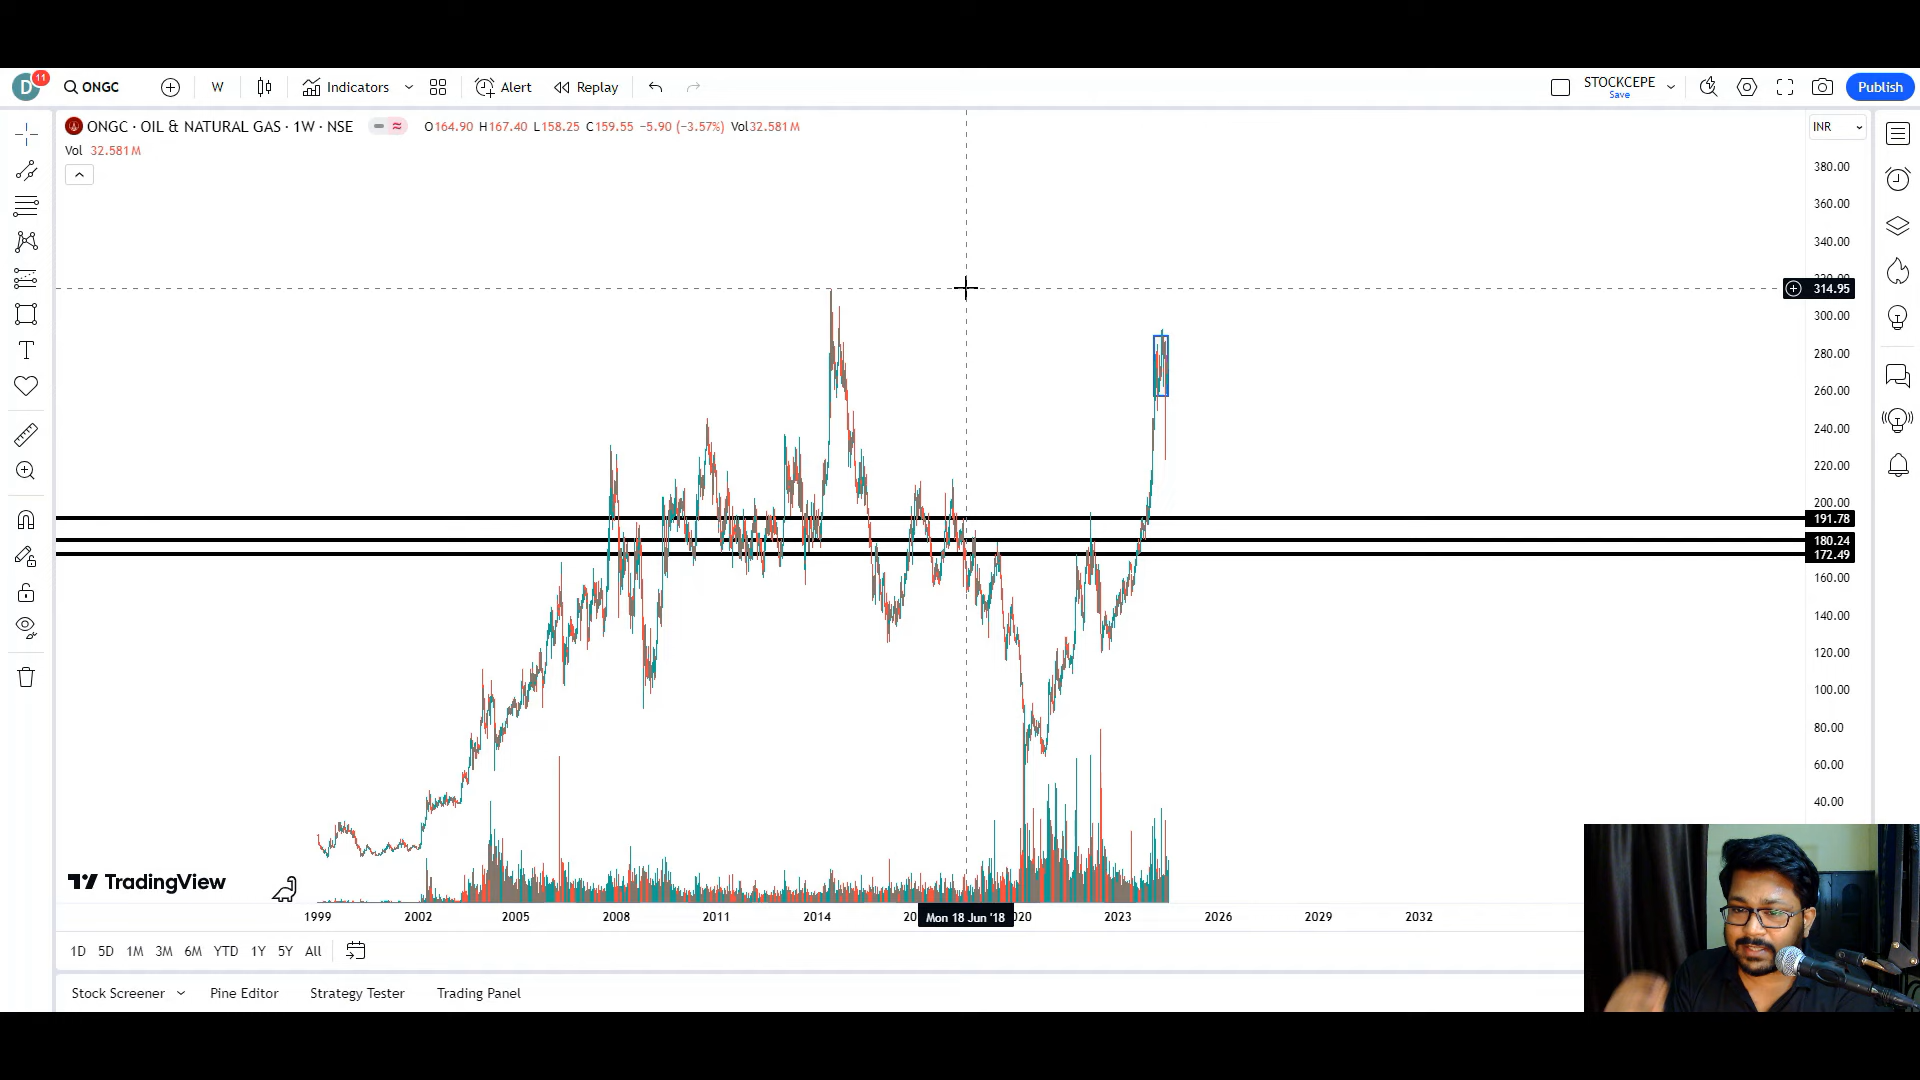 D 11 ONGC W Indicators Alert Replay STOCKCEPE Save Publish
ONGC · OIL & NATURAL GAS · 1W · NSE O164.90 H167.40 L158.25 C159.55 −5.90 (−3.57%) Vol32.581M
INR
Vol 32.581M
380.00
360.00
340.00
314.95
300.00
280.00
260.00
240.00
220.00
200.00
191.78
180.24
172.49
160.00
140.00
120.00
100.00
80.00
60.00
40.00
TradingView
1999 2002 2005 2008 2011 2014 20 Mon 18 Jun '18 020 2023 2026 2029 2032
1D 5D 1M 3M 6M YTD 1Y 5Y All
Stock Screener Pine Editor Strategy Tester Trading Panel